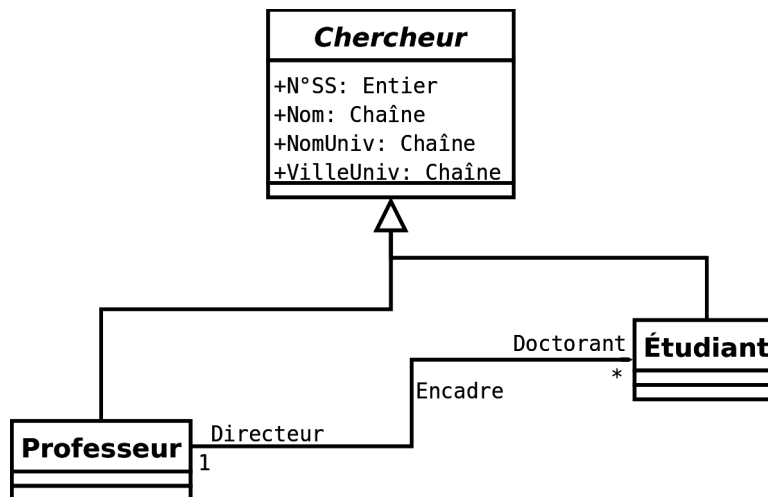 Chercheur
+N°SS: Entier
+Nom: Chaîne
+NomUniv: Chaîne
+VilleUniv: Chaîne
Doctorant
Étudiant
*
Encadre
Directeur
Professeur
1